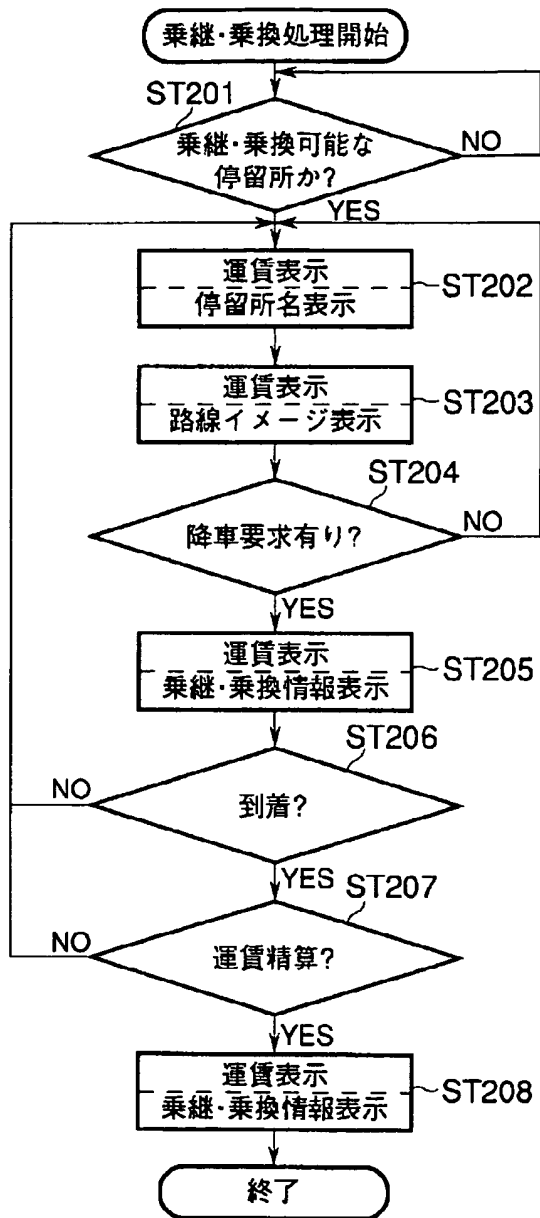 乗継・乗換処理開始
ST201
乗継・乗換可能な
停留所か?
NO
YES
運賃表示
停留所名表示
ST202
運賃表示
路線イメージ表示
ST203
ST204
降車要求有り?
NO
YES
運賃表示
乗継・乗換情報表示
ST205
ST206
到着?
NO
YES
ST207
運賃精算?
NO
YES
運賃表示
乗継・乗換情報表示
ST208
終了